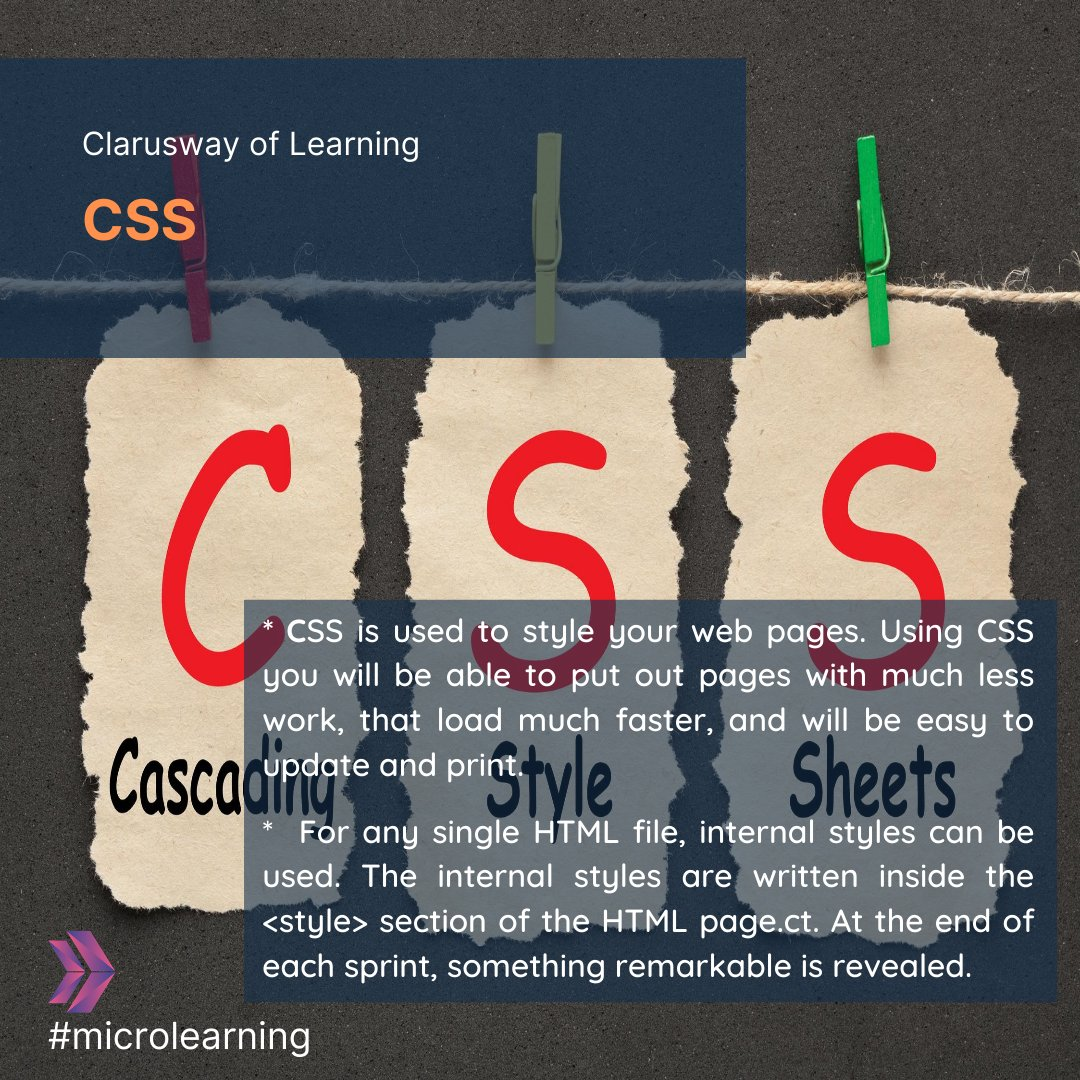 Clarusway of Learning
CSS
C S S
Cascading Style Sheets
* CSS is used to style your web pages. Using CSS
you will be able to put out pages with much less
work, that load much faster, and will be easy to
update and print.
* For any single HTML file, internal styles can be
used. The internal styles are written inside the
<style> section of the HTML page.ct. At the end of
each sprint, something remarkable is revealed.
#microlearning